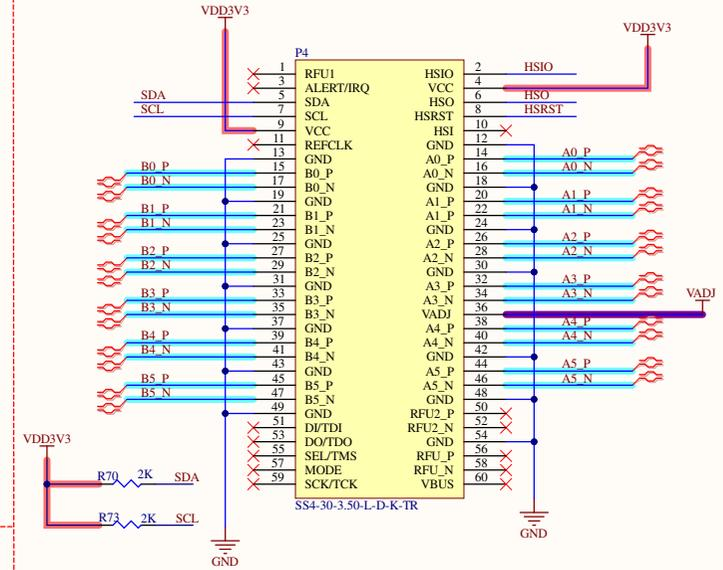 VDD3V3
VDD3V3
P4
1 RFU1 HSIO 2 HSIO
3 ALERT/IRQ VCC 4
SDA 5 SDA HSO 6 HSO
SCL 7 SCL HSRST 8 HSRST
9 VCC HSI 10
11 REFCLK GND 12
13 GND A0_P 14 A0_P
B0_P 15 B0_P A0_N 16 A0_N
B0_N 17 B0_N GND 18
19 GND A1_P 20 A1_P
B1_P 21 B1_P A1_P 22 A1_N
B1_N 23 B1_N GND 24
25 GND A2_P 26 A2_P
B2_P 27 B2_P A2_N 28 A2_N
B2_N 29 B2_N GND 30
31 GND A3_P 32 A3_P
B3_P 33 B3_P A3_N 34 A3_N
B3_N 35 B3_N VADJ 36 VADJ
37 GND A4_P 38 A4_P
B4_P 39 B4_P A4_N 40 A4_N
B4_N 41 B4_N GND 42
43 GND A5_P 44 A5_P
B5_P 45 B5_P A5_N 46 A5_N
B5_N 47 B5_N GND 48
49 GND RFU2_P 50
51 DI/TDI RFU2_N 52
53 DO/TDO GND 54
55 SEL/TMS RFU_P 56
57 MODE RFU_N 58
59 SCK/TCK VBUS 60
SS4-30-3.50-L-D-K-TR
VDD3V3
R70 2K SDA
R73 2K SCL
GND
GND